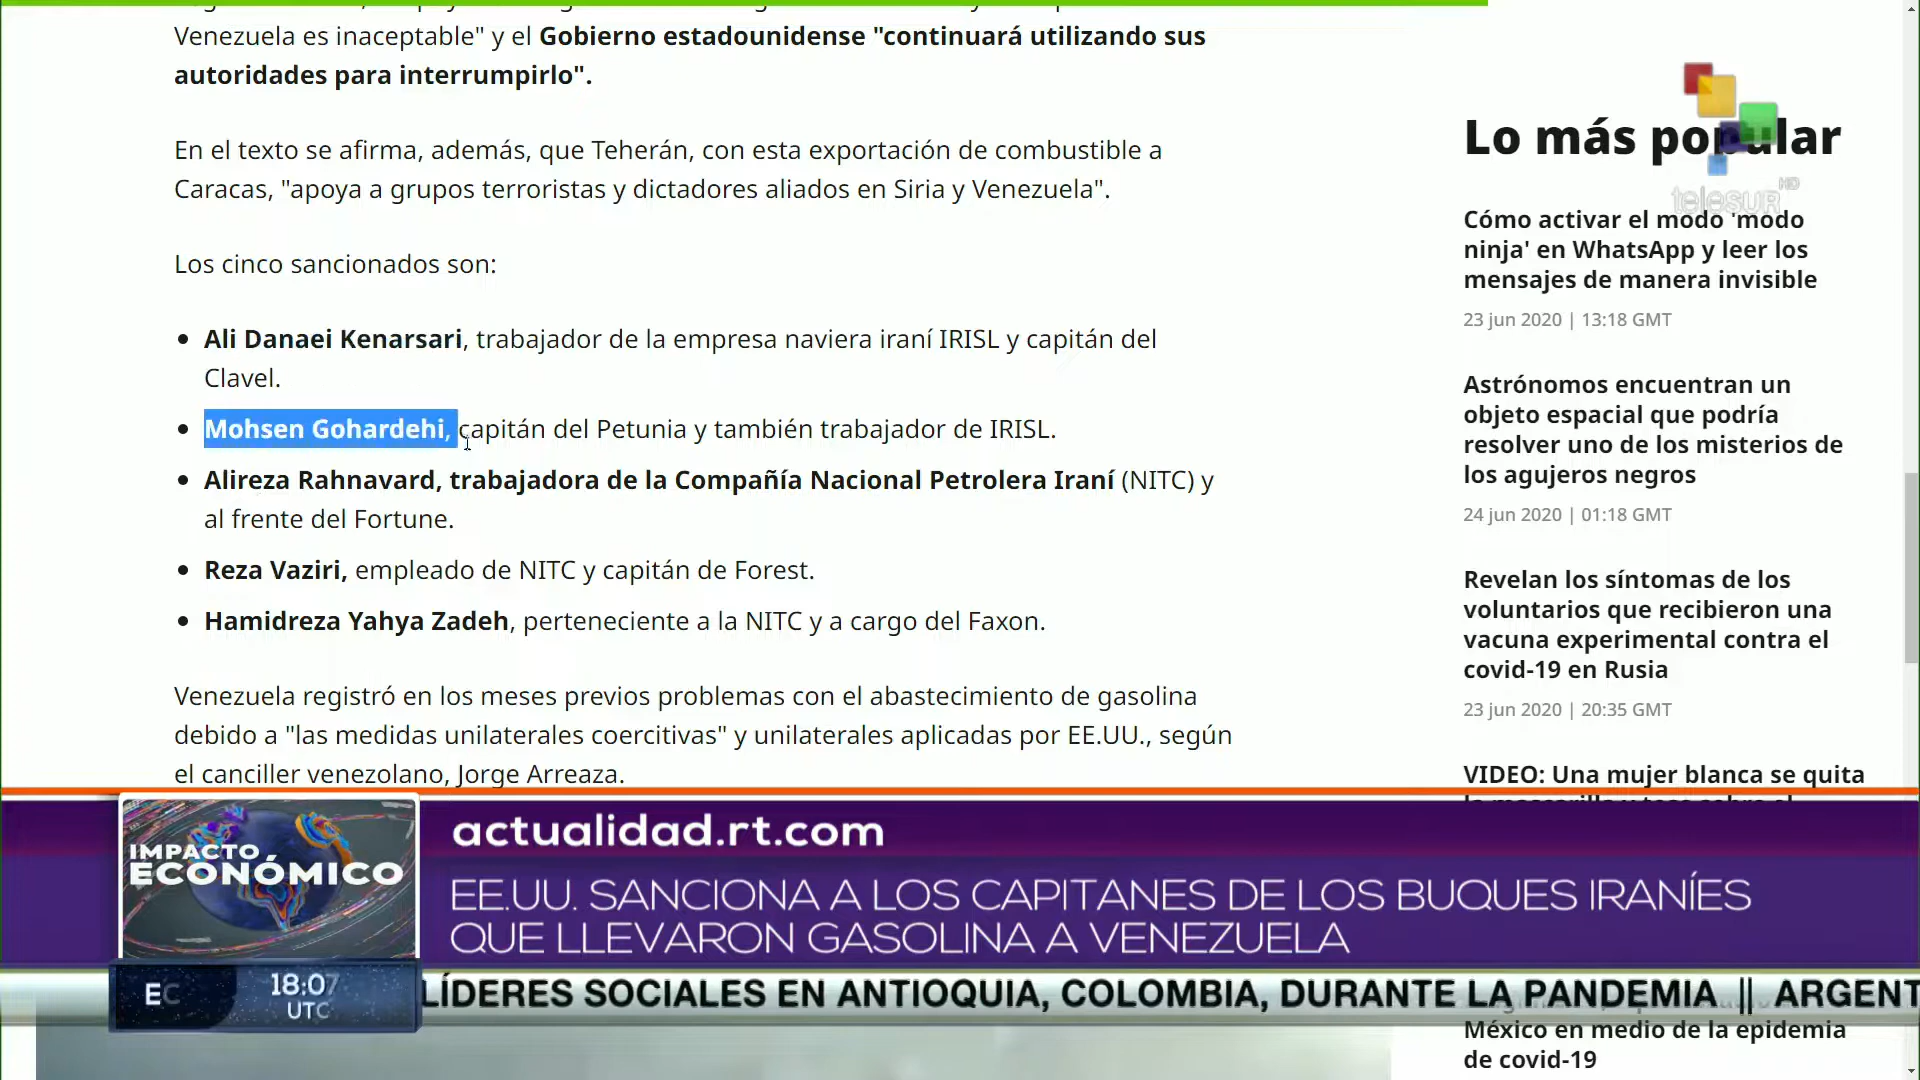 Venezuela es inaceptable" y el Gobierno estadounidense "continuará utilizando sus
autoridades para interrumpirlo".
En el texto se afirma, además, que Teherán, con esta exportación de combustible a
Caracas, "apoya a grupos terroristas y dictadores aliados en Siria y Venezuela".
Los cinco sancionados son:
Ali Danaei Kenarsari, trabajador de la empresa naviera iraní IRISL y capitán del
Clavel.
Mohsen Gohardehi, capitán del Petunia y también trabajador de IRISL.
Alireza Rahnavard, trabajadora de la Compañía Nacional Petrolera Iraní (NITC) y
al frente del Fortune.
Reza Vaziri, empleado de NITC y capitán de Forest.
Hamidreza Yahya Zadeh, perteneciente a la NITC y a cargo del Faxon.
Venezuela registró en los meses previos problemas con el abastecimiento de gasolina
debido a "las medidas unilaterales coercitivas" y unilaterales aplicadas por EE.UU., según
el canciller venezolano, Jorge Arreaza.
Lo más popular
teleSUR HD
Cómo activar el modo 'modo
ninja' en WhatsApp y leer los
mensajes de manera invisible
23 jun 2020 | 13:18 GMT
Astrónomos encuentran un
objeto espacial que podría
resolver uno de los misterios de
los agujeros negros
24 jun 2020 | 01:18 GMT
Revelan los síntomas de los
voluntarios que recibieron una
vacuna experimental contra el
covid-19 en Rusia
23 jun 2020 | 20:35 GMT
VIDEO: Una mujer blanca se quita
IMPACTO
ECONÓMICO
actualidad.rt.com
EE.UU. SANCIONA A LOS CAPITANES DE LOS BUQUES IRANÍES
QUE LLEVARON GASOLINA A VENEZUELA
EC
18:07
UTC
LÍDERES SOCIALES EN ANTIOQUIA, COLOMBIA, DURANTE LA PANDEMIA || ARGENT
México en medio de la epidemia
de covid-19